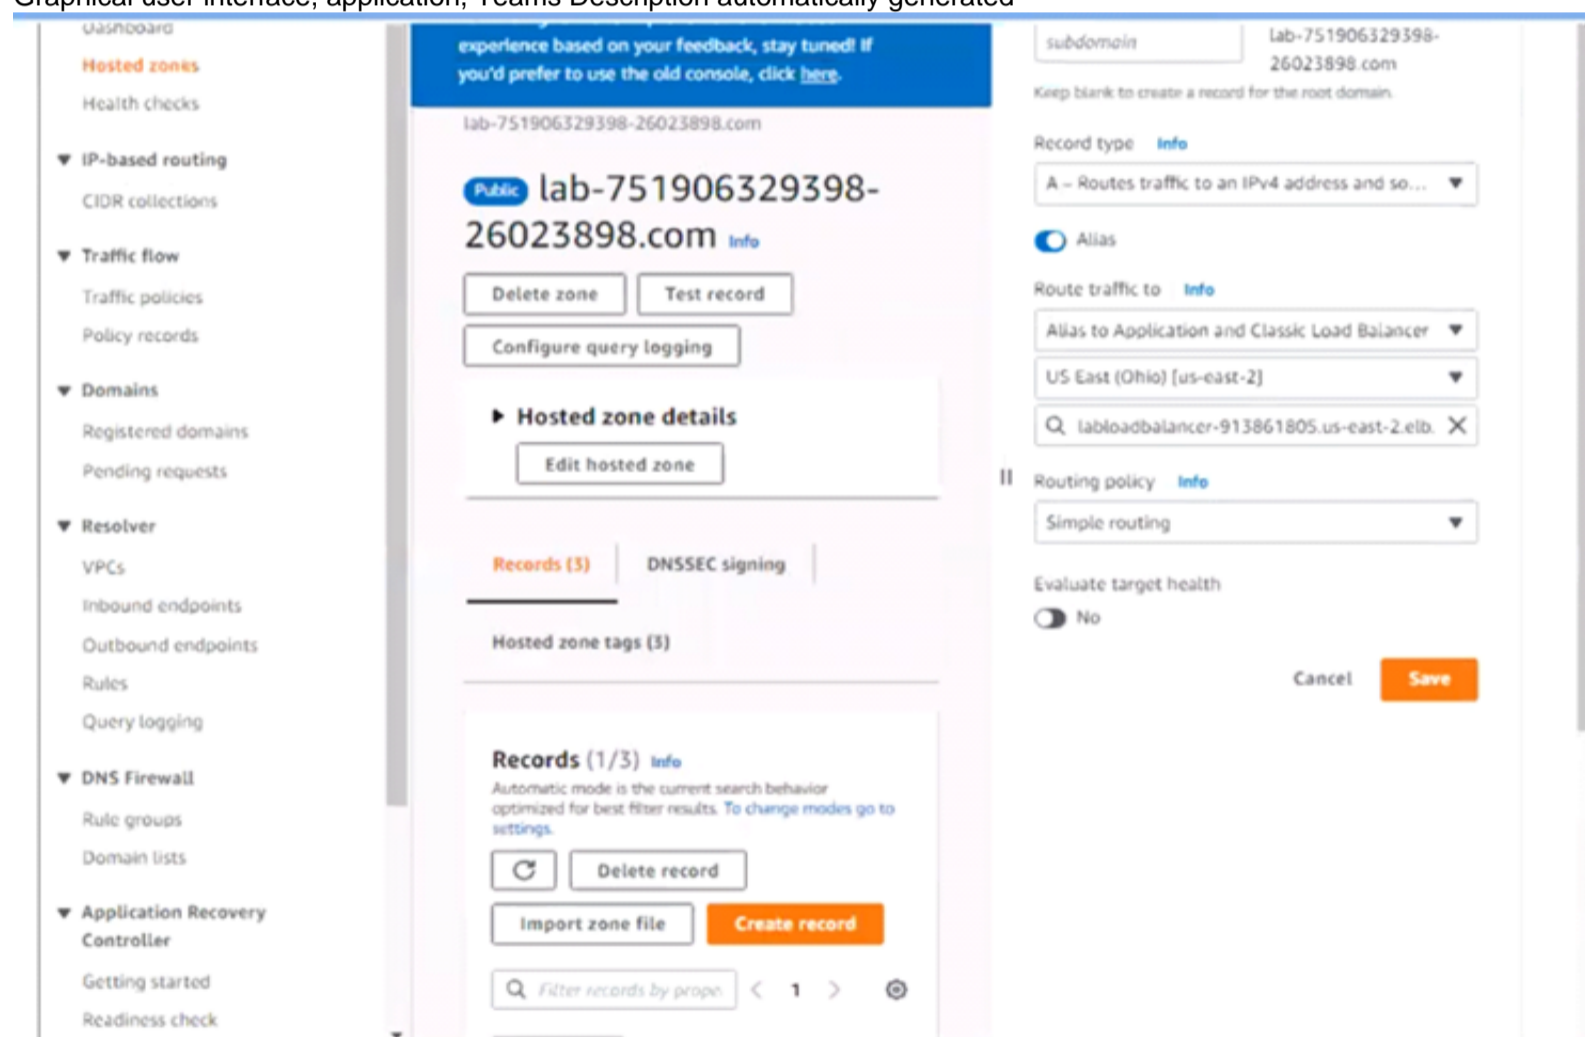 Graphical user interface, application, Teams Description automatically generated
Dashboard
Hosted zonks
Health checks
IP-based routing
CIDR collections
Traffic flow
Traffic policies
Policy records
Domains
Registered domains
Pending requests
Resolver
VPCs
Inbound endpoints
Outbound endpoints
Rules
Query logging
DNS Firewall
Rule groups
Domain lists
Application Recovery
Controller
Getting started
Readiness check
experience based on your feedback, stay tuned! If
you'd prefer to use the old console, click here.
lab-751906329398-26023898.com
Public lab-751906329398-
26023898.com Info
Delete zone Test record
Configure query logging
Hosted zone details
Edit hosted zone
Records (3) DNSSEC signing
Hosted zone tags (3)
Records (1/3) Info
Automatic mode is the current search behavior
optimized for best filter results. To change modes go to
settings.
Delete record
Import zone file Create record
Filter records by prope 1
subdomain lab-751906329398-
26023898.com
Keep blank to create a record for the root domain.
Record type Info
A – Routes traffic to an IPv4 address and so...
Alias
Route traffic to Info
Alias to Application and Classic Load Balancer
US East (Ohio) [us-east-2]
labloadbalancer-913861805.us-east-2.elb.
Routing policy Info
Simple routing
Evaluate target health
No
Cancel Save